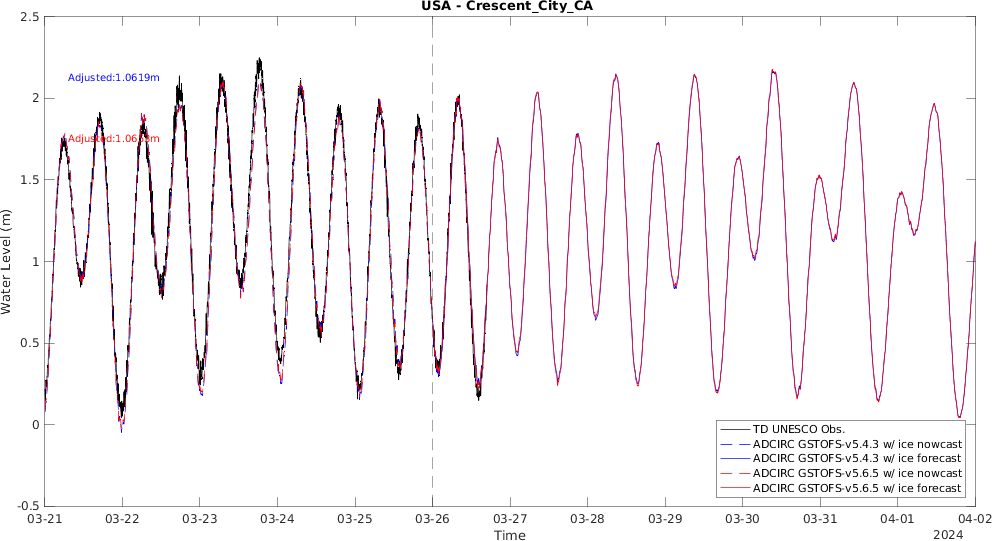 USA - Crescent_City_CA
Water Level (m)
2.5
2
1.5
1
0.5
0
-0.5
Adjusted:1.0619m
03-21
03-22
03-23
03-24
03-25
03-26
03-27
03-28
03-29
03-30
03-31
04-01
04-02
Time
2024
TD UNESCO Obs.
ADCIRC GSTOFS-v5.4.3 w/ ice nowcast
ADCIRC GSTOFS-v5.4.3 w/ ice forecast
ADCIRC GSTOFS-v5.6.5 w/ ice nowcast
ADCIRC GSTOFS-v5.6.5 w/ ice forecast